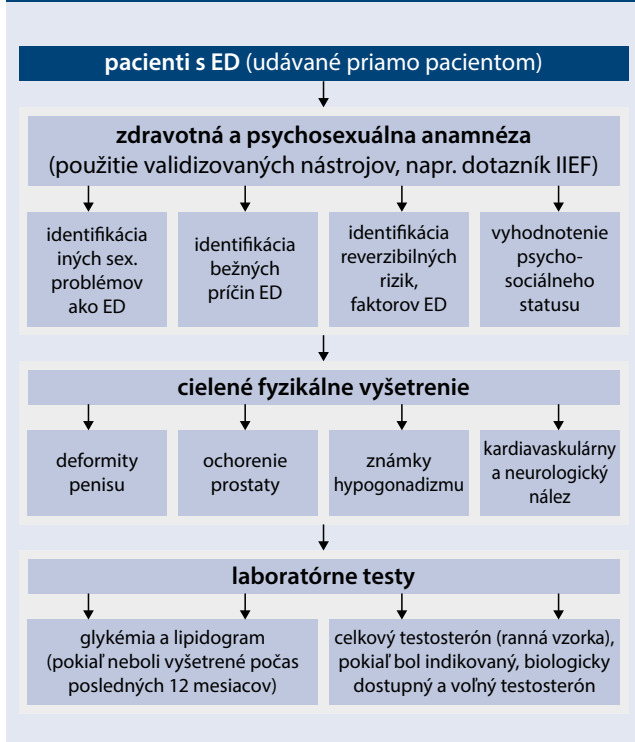 pacienti s ED (udávané priamo pacientom)
zdravotná a psychosexuálna anamnéza
(použitie validizovaných nástrojov, napr. dotazník IIEF)
identifikácia
iných sex.
problémov
ako ED
identifikácia
bežných
príčin ED
identifikácia
reverzibilných
rizik,
faktorov ED
vyhodnotenie
psycho-
sociálneho
statusu
cielené fyzikálne vyšetrenie
deformity
penisu
ochorenie
prostaty
známky
hypogonadizmu
kardiavaskulárny
a neurologický
nález
laboratórne testy
glykémia a lipidogram
(pokiaľ neboli vyšetrené počas
posledných 12 mesiacov)
celkový testosterón (ranná vzorka),
pokiaľ bol indikovaný, biologicky
dostupný a voľný testosterón